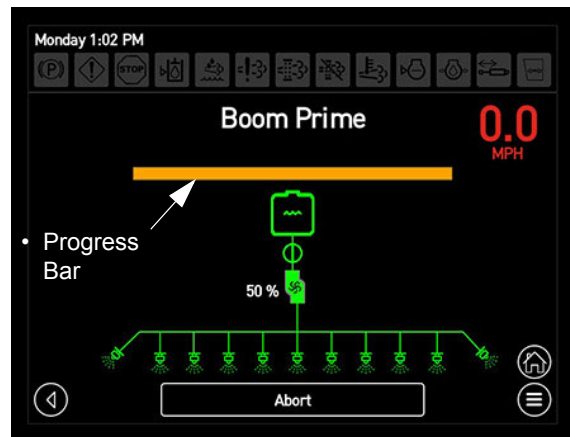 Monday 1:02 PM
STOP
Boom Prime
0.0
MPH
• Progress
Bar
50 %
Abort